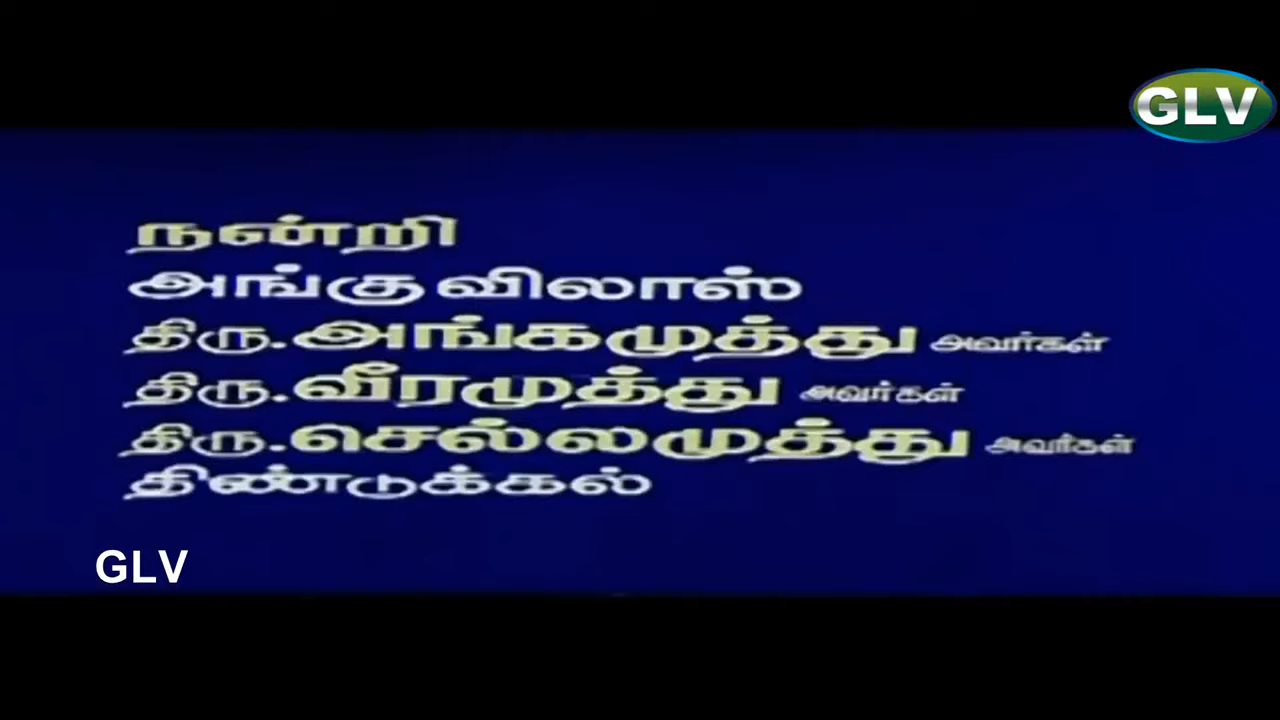 GLV
நன்றி
அங்கு விலாஸ்
திரு. அங்கமுத்து அவர்கள்
திரு. வீரமுத்து அவர்கள்
திரு. செல்லமுத்து அவர்கள்
திண்டுக்கல்
GLV